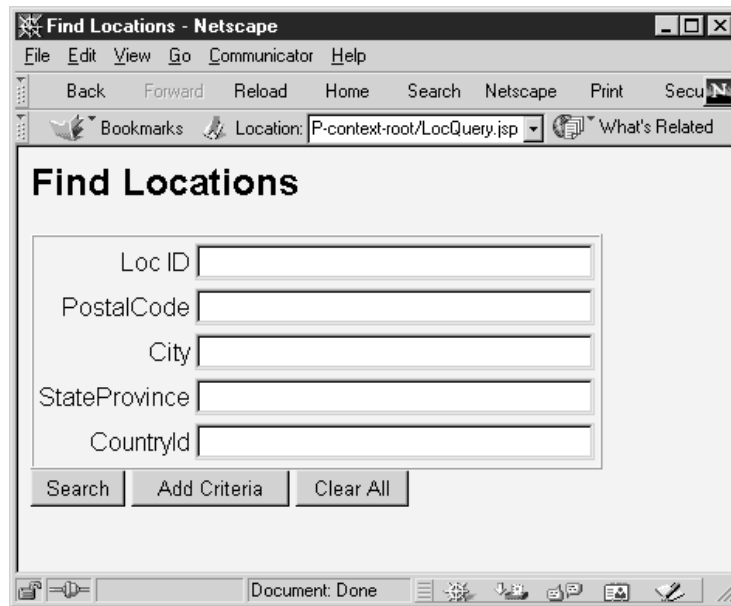 Find Locations - Netscape
File Edit View Go Communicator Help
Back Forward Reload Home Search Netscape Print Secu N
Bookmarks Location: P-context-root/LocQuery.jsp What's Related
Find Locations
Loc ID
PostalCode
City
StateProvince
CountryId
Search Add Criteria Clear All
Document: Done